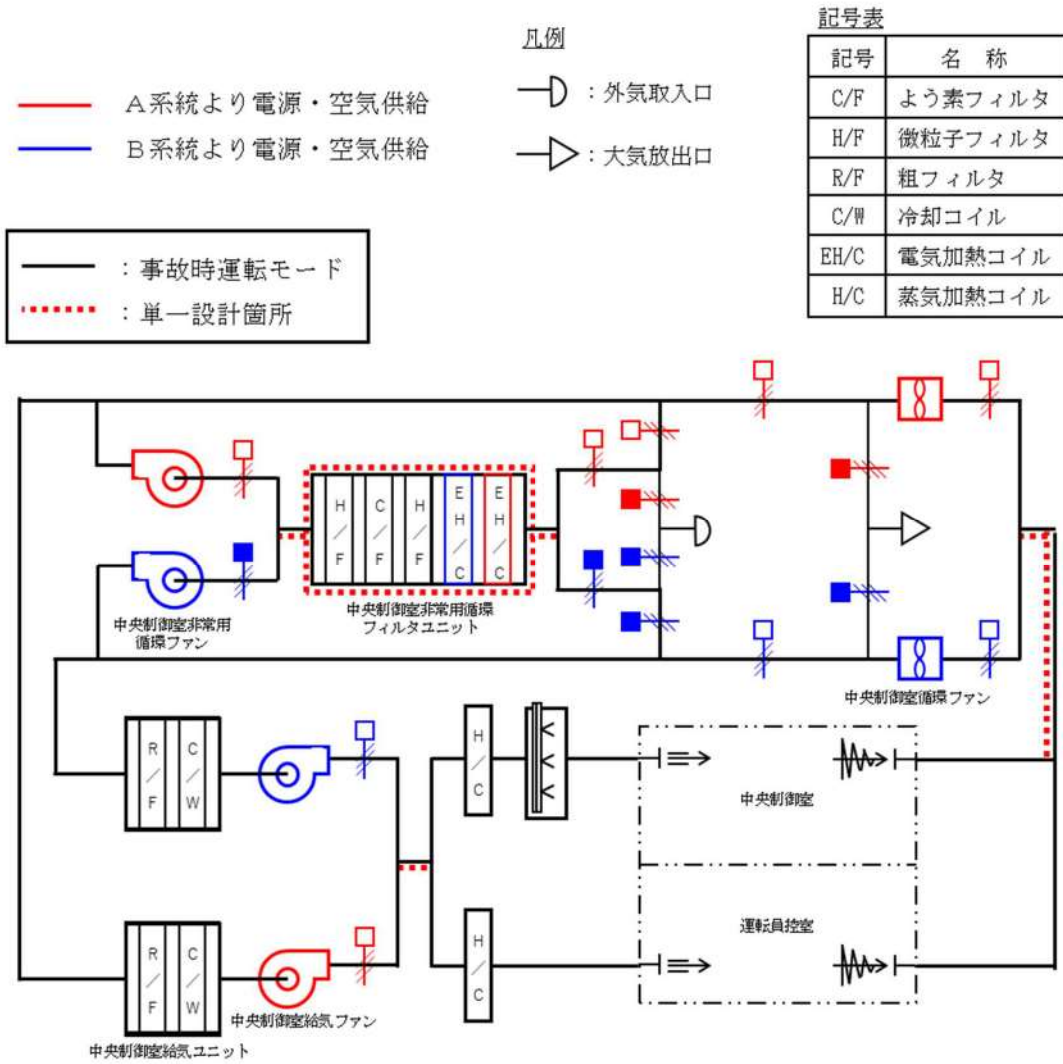 凡例
A系統より電源・空気供給
B系統より電源・空気供給
：外気取入口
：大気放出口
記号表
記号 名 称
C/F よう素フィルタ
H/F 微粒子フィルタ
R/F 粗フィルタ
C/W 冷却コイル
EH/C 電気加熱コイル
H/C 蒸気加熱コイル
：事故時運転モード
：単一設計箇所
H/F
C/F
H/F
EH/C
EH/C
中央制御室非常用
循環ファン
中央制御室非常用循環
フィルタユニット
中央制御室循環ファン
R/F
C/W
H/C
中央制御室
R/F
C/W
H/C
運転員控室
中央制御室給気ファン
中央制御室給気ユニット